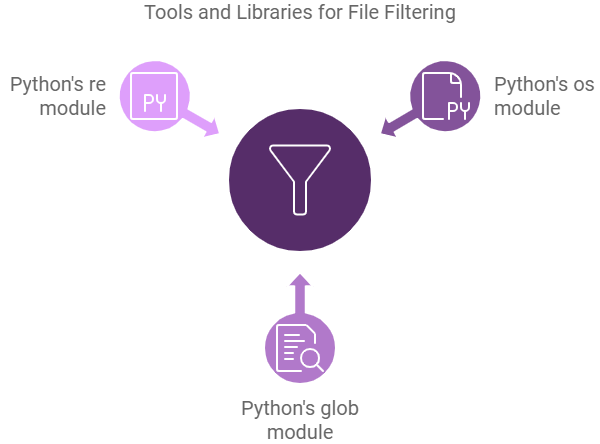 Tools and Libraries for File Filtering
Python's re
module
PY
PY
Python's os
module
Python's glob
module